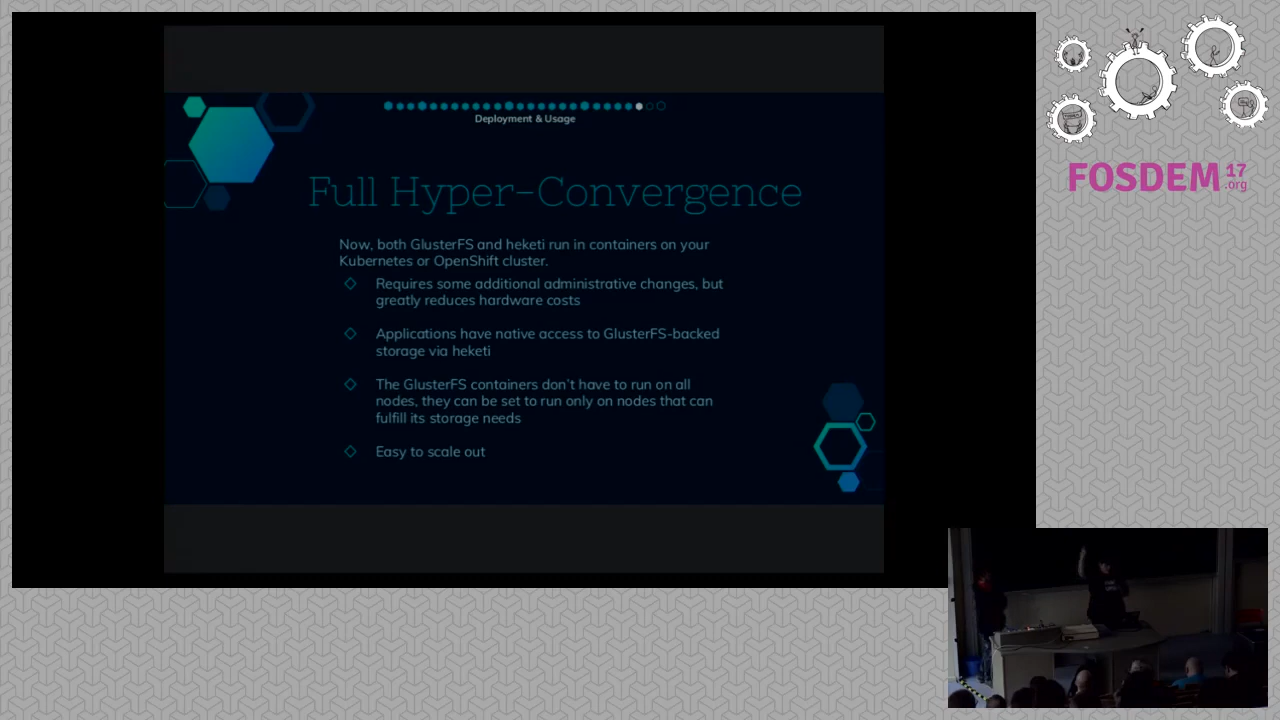 Deployment & Usage
Full Hyper-Convergence
Now, both GlusterFS and heketi run in containers on your
Kubernetes or OpenShift cluster.
Requires some additional administrative changes, but
greatly reduces hardware costs
Applications have native access to GlusterFS-backed
storage via heketi
The GlusterFS containers don't have to run on all
nodes, they can be set to run only on nodes that can
fulfill its storage needs
Easy to scale out
FOSDEM 17
.org